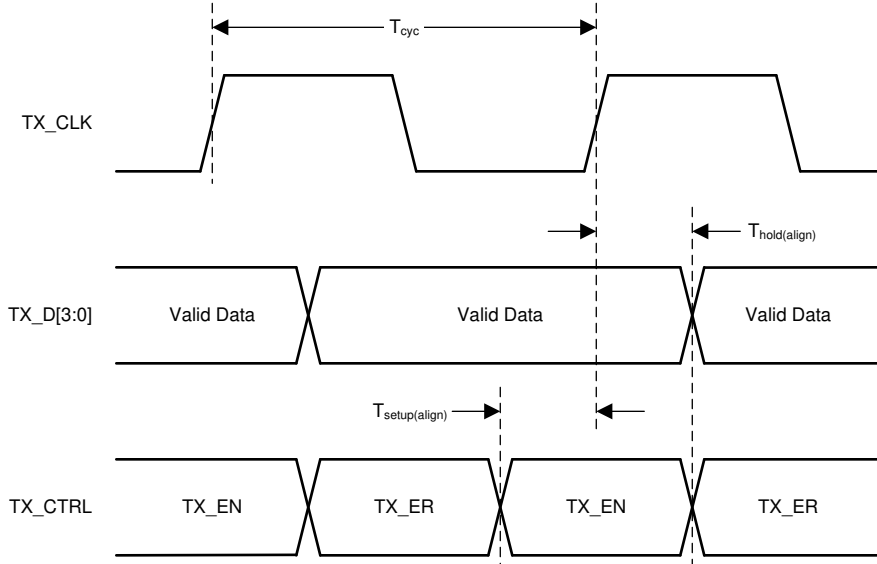 Tcyc
TX_CLK
Thold(align)
TX_D[3:0] Valid Data Valid Data Valid Data
Tsetup(align)
TX_CTRL TX_EN TX_ER TX_EN TX_ER